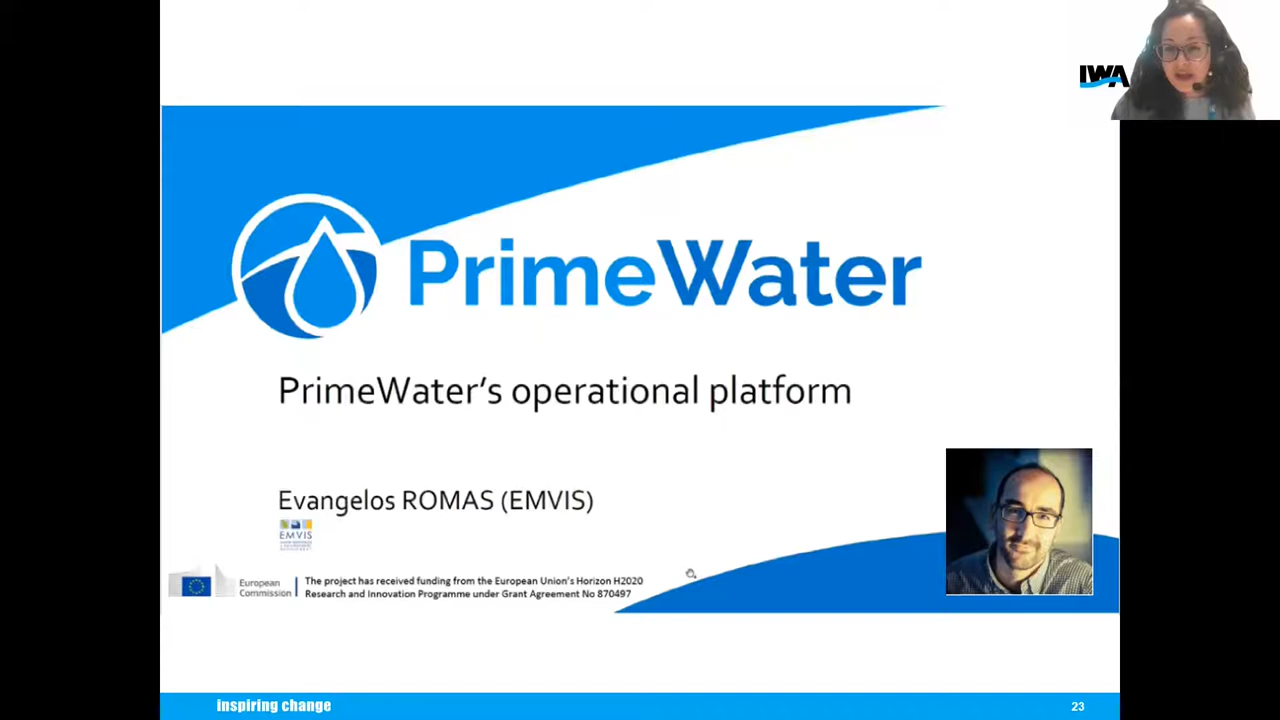 IWA
PrimeWater
PrimeWater's operational platform
Evangelos ROMAS (EMVIS)
EMVIS
European
Commission
The project has received funding from the European Union's Horizon H2020
Research and Innovation Programme under Grant Agreement No 870497
inspiring change
23